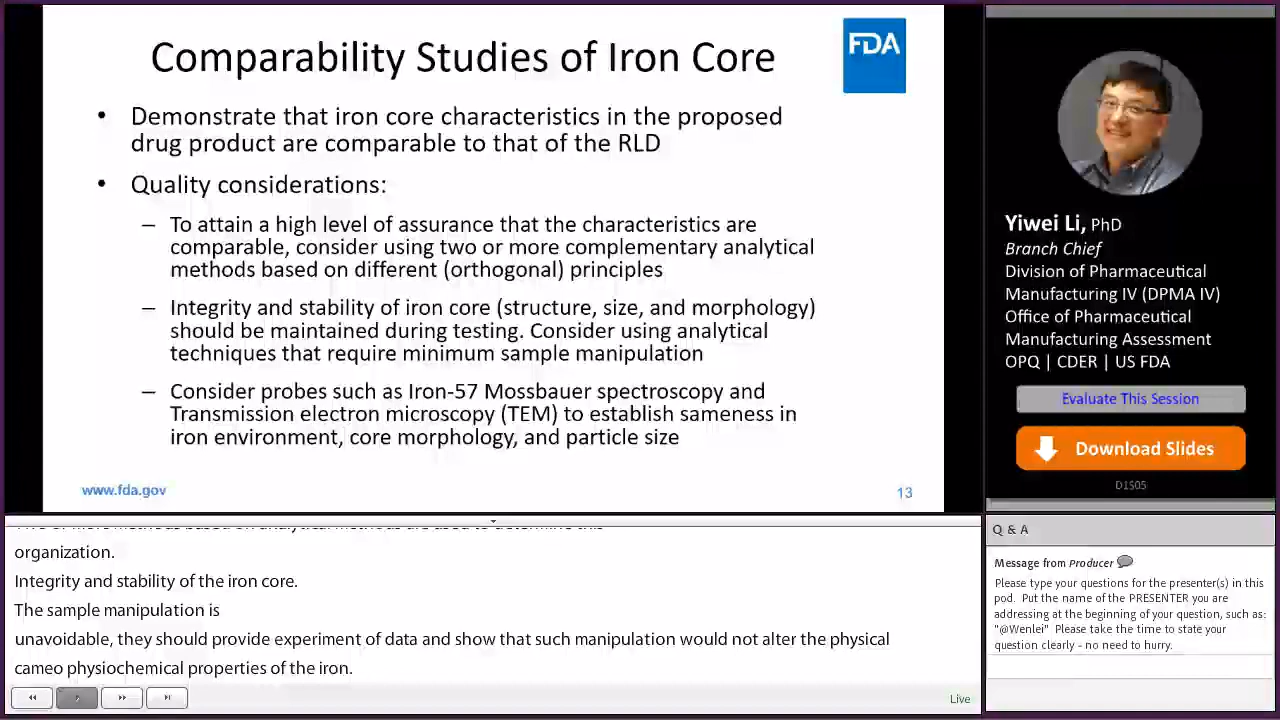 Comparability Studies of Iron Core
FDA
• Demonstrate that iron core characteristics in the proposed
drug product are comparable to that of the RLD
• Quality considerations:
– To attain a high level of assurance that the characteristics are
comparable, consider using two or more complementary analytical
methods based on different (orthogonal) principles
– Integrity and stability of iron core (structure, size, and morphology)
should be maintained during testing. Consider using analytical
techniques that require minimum sample manipulation
– Consider probes such as Iron-57 Mossbauer spectroscopy and
Transmission electron microscopy (TEM) to establish sameness in
iron environment, core morphology, and particle size
www.fda.gov
13
Yiwei Li, PhD
Branch Chief
Division of Pharmaceutical
Manufacturing IV (DPMA IV)
Office of Pharmaceutical
Manufacturing Assessment
OPQ | CDER | US FDA
Evaluate This Session
Download Slides
D1S05
organization.
Integrity and stability of the iron core.
The sample manipulation is
unavoidable, they should provide experiment of data and show that such manipulation would not alter the physical
cameo physiochemical properties of the iron.
Live
Q & A
Message from Producer
Please type your questions for the presenter(s) in this
pod. Put the name of the PRESENTER you are
addressing at the beginning of your question, such as:
"@Wenlei" Please take the time to state your
question clearly - no need to hurry.